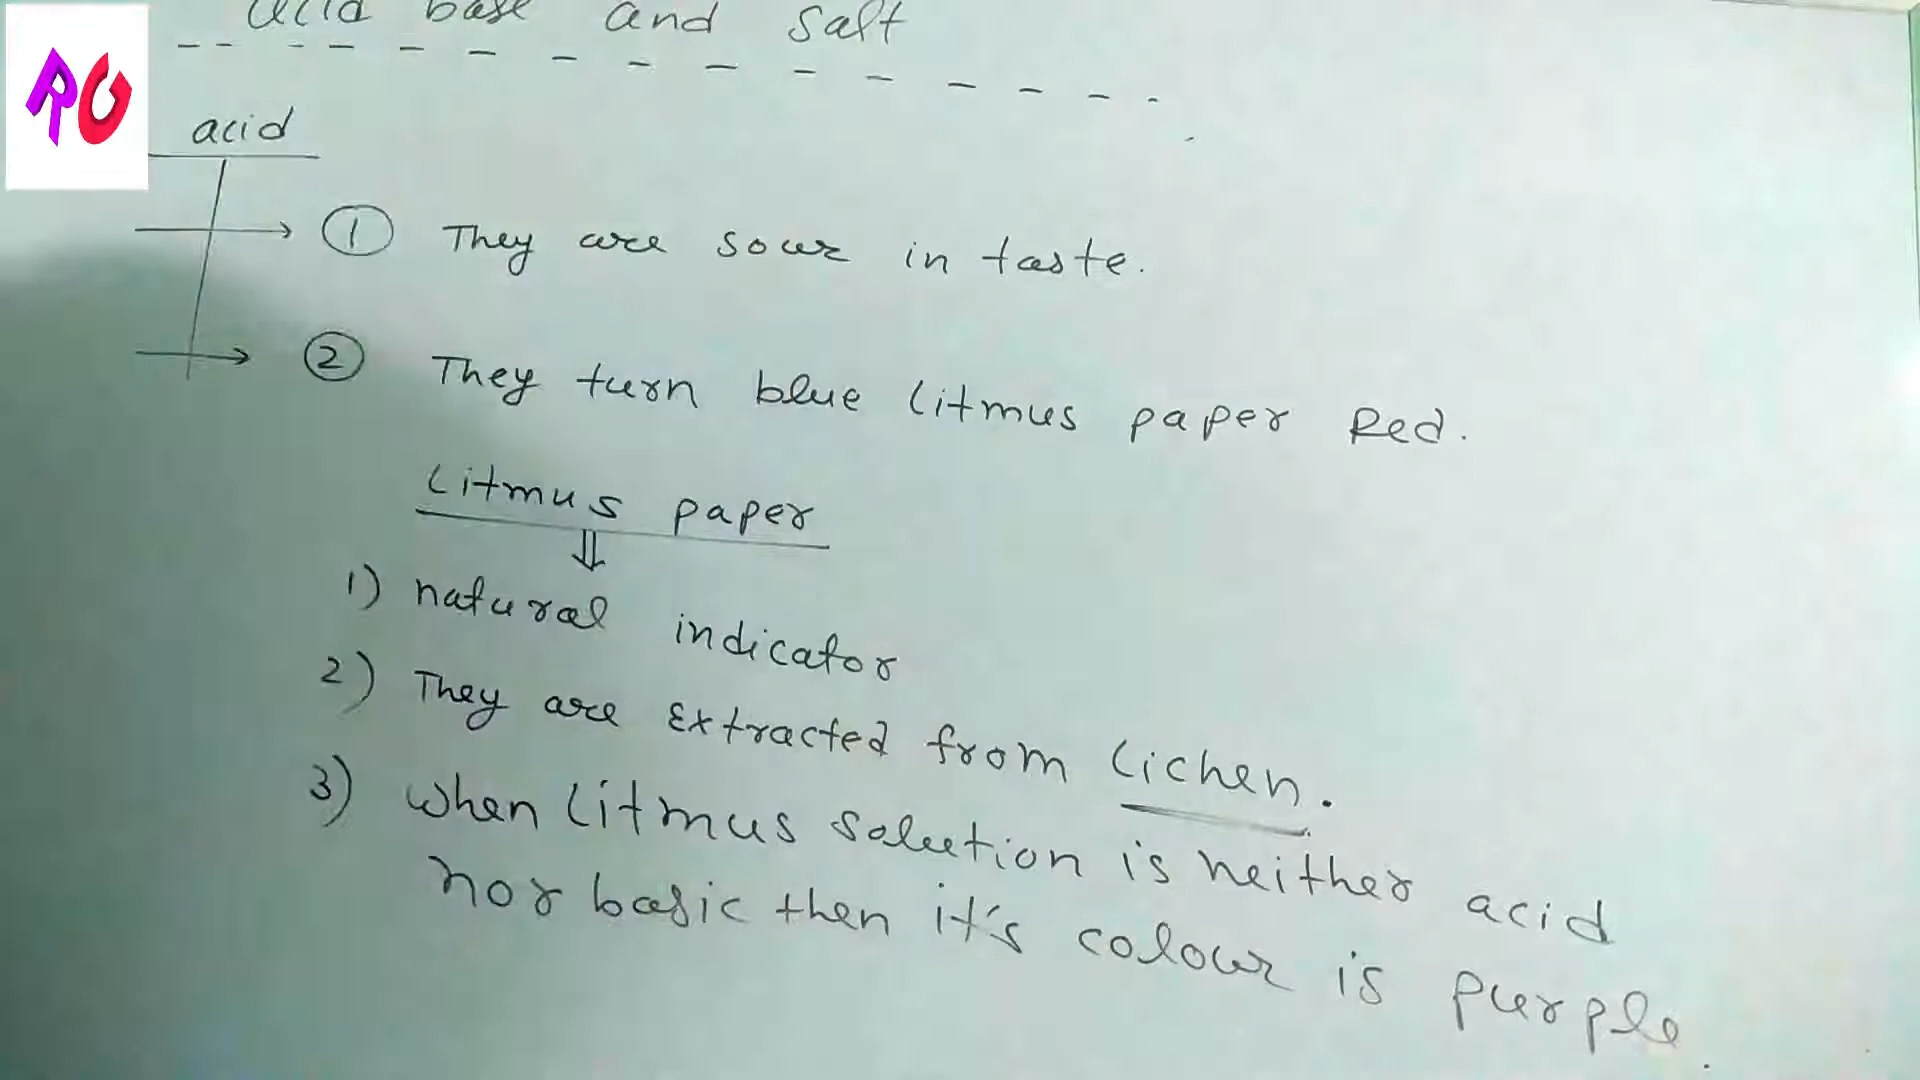 acid base and salt
RG
acid
① They are sour in taste.
② They turn blue litmus paper Red.
Litmus paper
1) natural indicator
2) They are Extracted from Lichen.
3) when litmus solution is neither acid
nor basic then it's colour is purple.